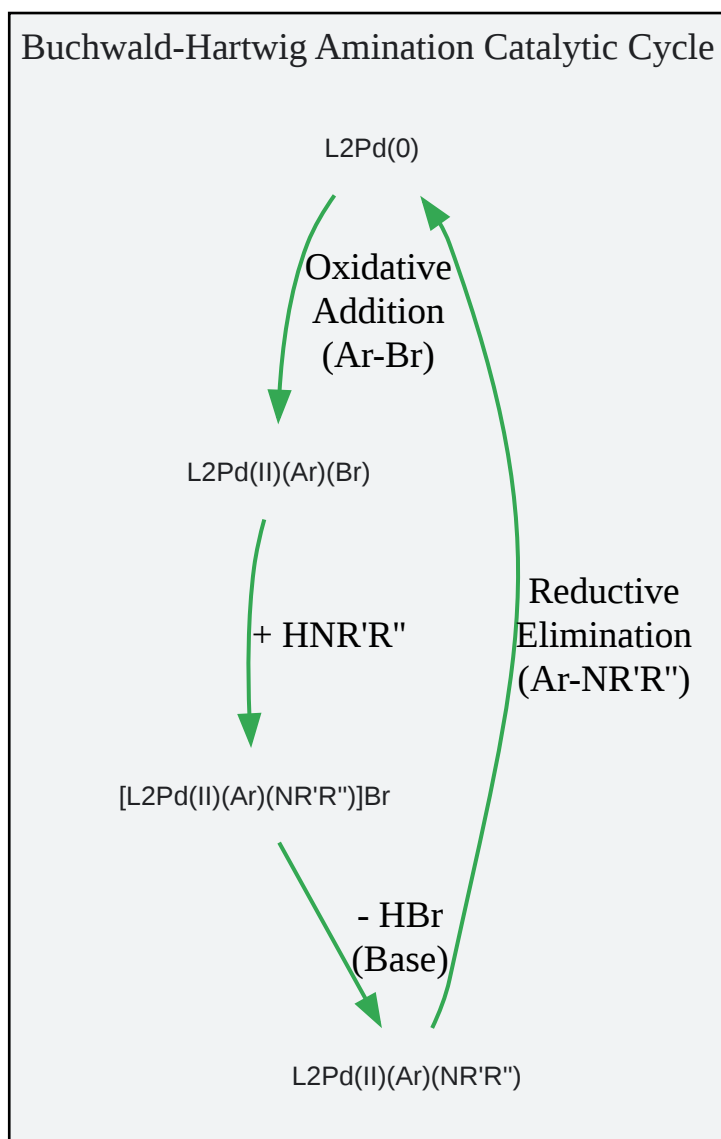 Buchwald-Hartwig Amination Catalytic Cycle
L2Pd(0)
Oxidative
Addition
(Ar-Br)
L2Pd(II)(Ar)(Br)
+ HNR'R''
Reductive
Elimination
(Ar-NR'R'')
[L2Pd(II)(Ar)(NR'R'')]Br
- HBr
(Base)
L2Pd(II)(Ar)(NR'R'')